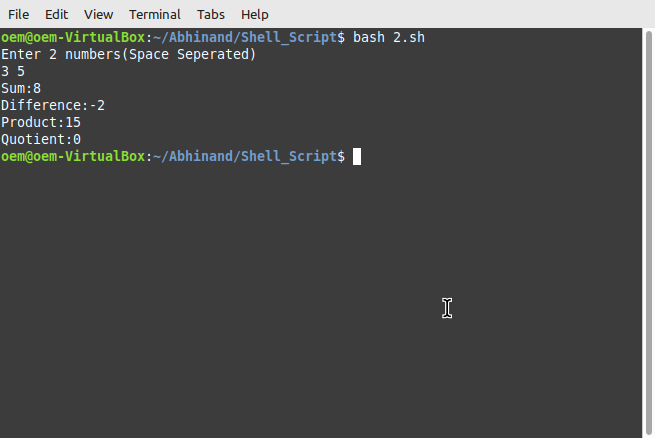 File Edit View Terminal Tabs Help
oem@oem-VirtualBox:~/Abhinand/Shell_Script$ bash 2.sh
Enter 2 numbers(Space Seperated)
3 5
Sum:8
Difference:-2
Product:15
Quotient:0
oem@oem-VirtualBox:~/Abhinand/Shell_Script$